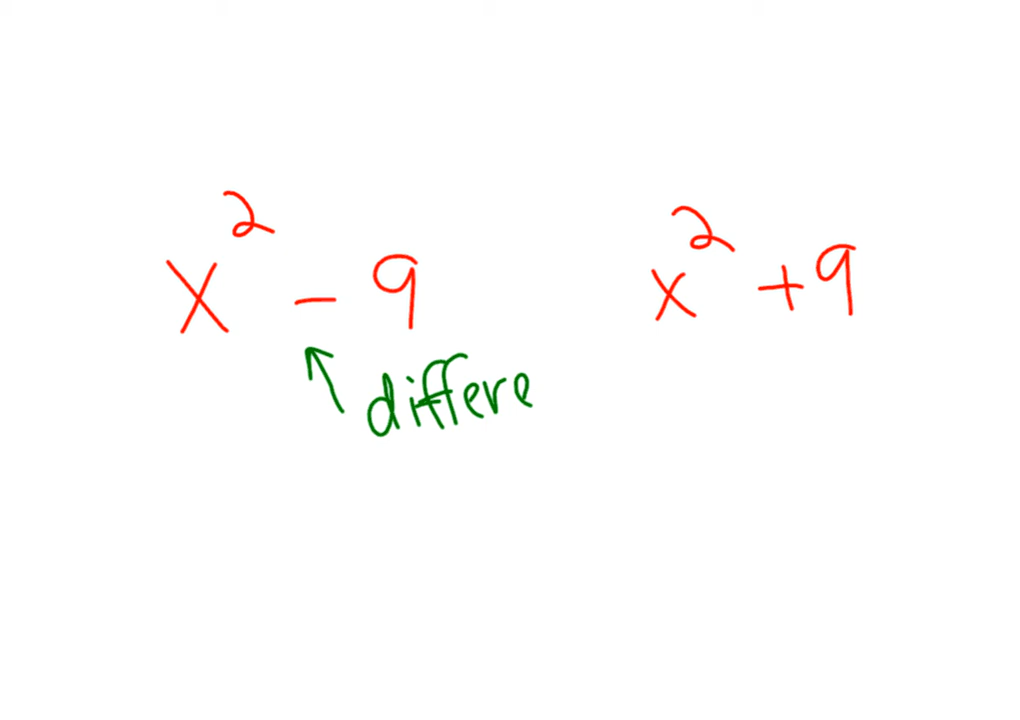 x² - 9
x² + 9
differe